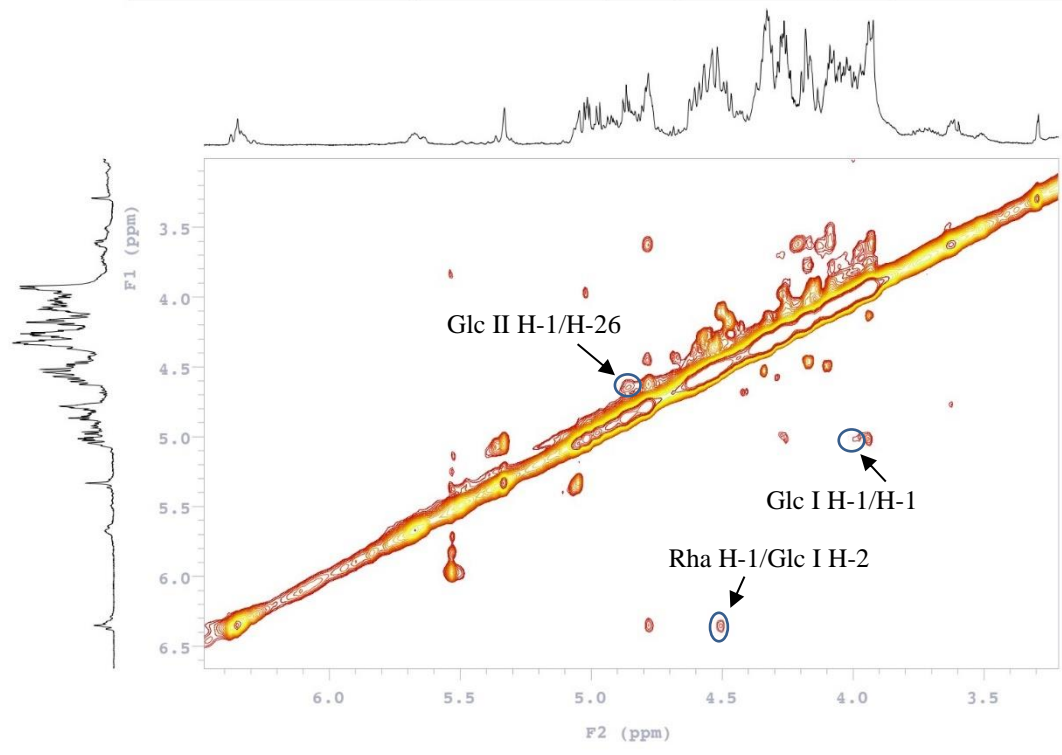 F1 (ppm)
3.5
4.0
4.5
5.0
5.5
6.0
6.5
Glc II H-1/H-26
Glc I H-1/H-1
Rha H-1/Glc I H-2
6.0 5.5 5.0 4.5 4.0 3.5
F2 (ppm)